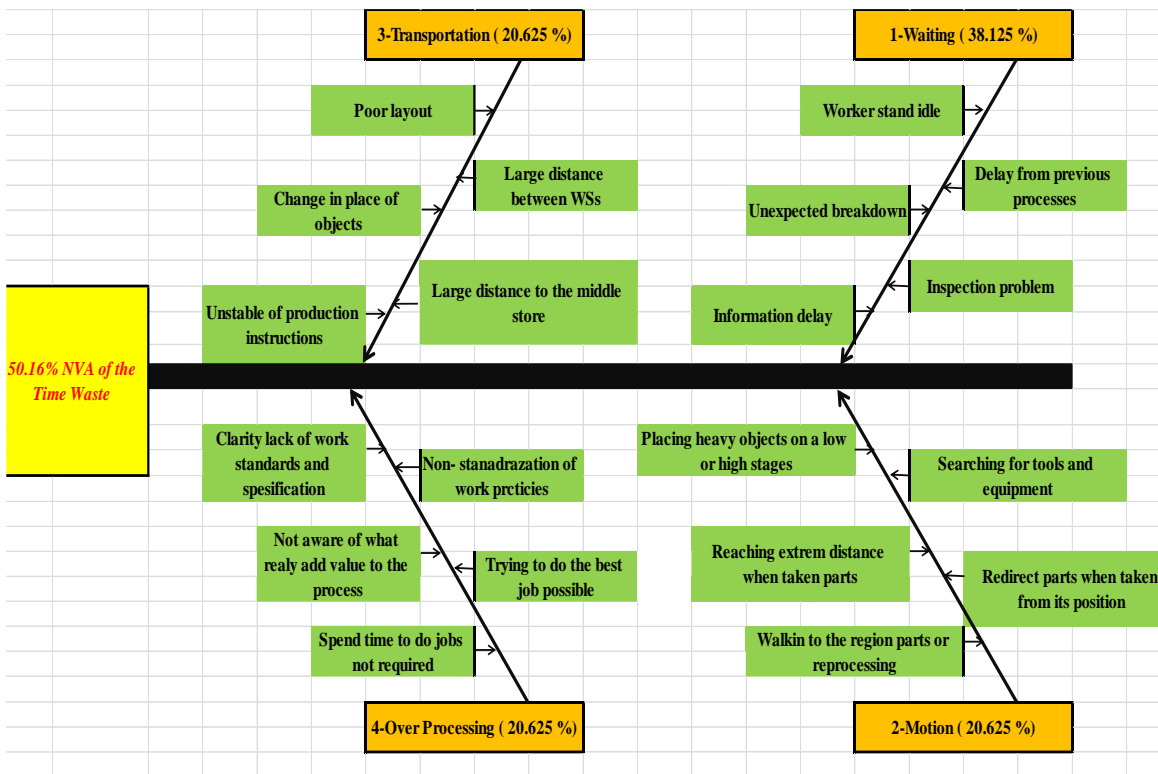 3-Transportation ( 20.625 %)
1-Waiting ( 38.125 %)
Poor layout
Large distance
between WSs
Change in place of
objects
Large distance to the middle
store
Unstable of production
instructions
Worker stand idle
Delay from previous
processes
Unexpected breakdown
Inspection problem
Information delay
50.16% NVA of the
Time Waste
Clarity lack of work
standards and
spesification
Non- stanadrazation of
work prcticies
Not aware of what
realy add value to the
process
Trying to do the best
job possible
Spend time to do jobs
not required
Placing heavy objects on a low
or high stages
Searching for tools and
equipment
Reaching extrem distance
when taken parts
Redirect parts when taken
from its position
Walkin to the region parts or
reprocessing
4-Over Processing ( 20.625 %)
2-Motion ( 20.625 %)